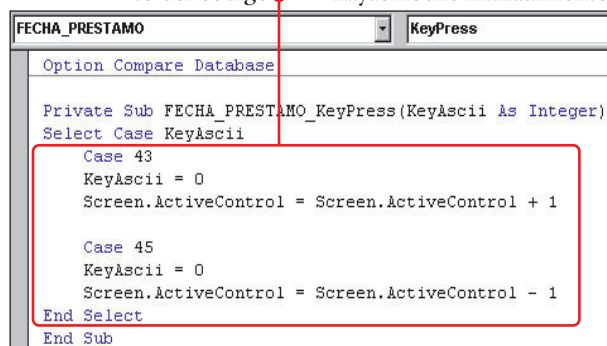 FECHA_PRESTAMO KeyPress
Option Compare Database
Private Sub FECHA_PRESTAMO_KeyPress(KeyAscii As Integer)
Select Case KeyAscii
Case 43
KeyAscii = 0
Screen.ActiveControl = Screen.ActiveControl + 1
Case 45
KeyAscii = 0
Screen.ActiveControl = Screen.ActiveControl - 1
End Select
End Sub